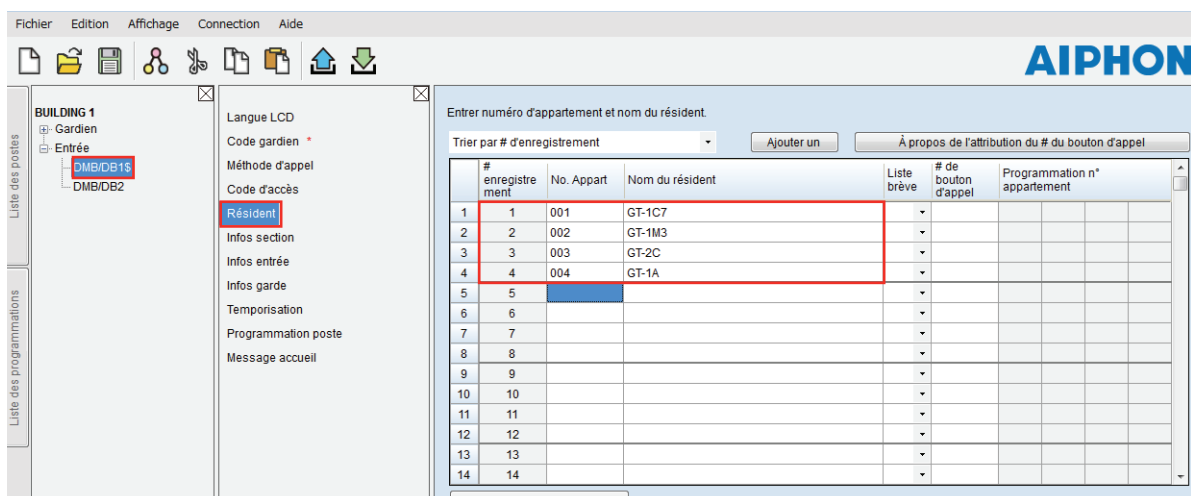 Fichier Edition Affichage Connection Aide
AIPHON
Liste des postes
Liste des programmations
BUILDING 1
Gardien
Entrée
DMB/DB1$
DMB/DB2
Langue LCD
Code gardien *
Méthode d'appel
Code d'accès
Résident
Infos section
Infos entrée
Infos garde
Temporisation
Programmation poste
Message accueil
Entrer numéro d'appartement et nom du résident.
Trier par # d'enregistrement Ajouter un À propos de l'attribution du # du bouton d'appel
# enregistre ment No. Appart Nom du résident Liste brève # de bouton d'appel Programmation n° appartement
1 1 001 GT-1C7
2 2 002 GT-1M3
3 3 003 GT-2C
4 4 004 GT-1A
5 5
6 6
7 7
8 8
9 9
10 10
11 11
12 12
13 13
14 14